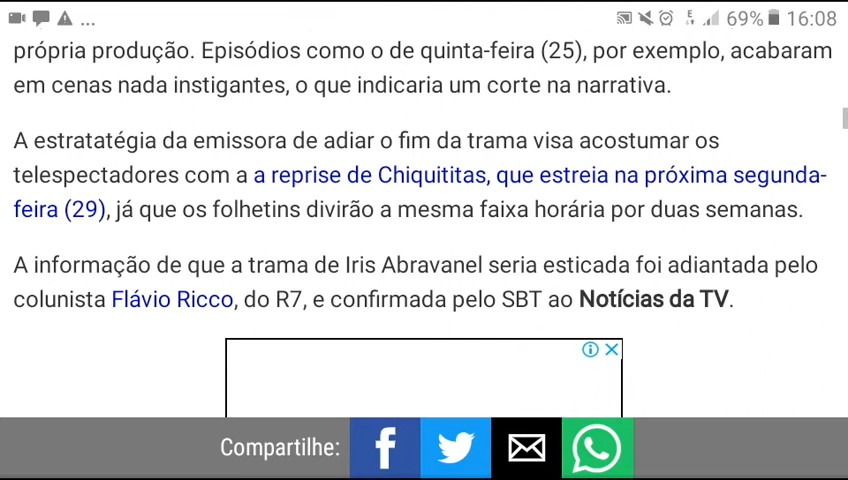 ... E 69% 16:08
própria produção. Episódios como o de quinta-feira (25), por exemplo, acabaram
em cenas nada instigantes, o que indicaria um corte na narrativa.
A estratatégia da emissora de adiar o fim da trama visa acostumar os
telespectadores com a a reprise de Chiquititas, que estreia na próxima segunda-
feira (29), já que os folhetins divirão a mesma faixa horária por duas semanas.
A informação de que a trama de Iris Abravanel seria esticada foi adiantada pelo
colunista Flávio Ricco, do R7, e confirmada pelo SBT ao Notícias da TV.
Compartilhe: